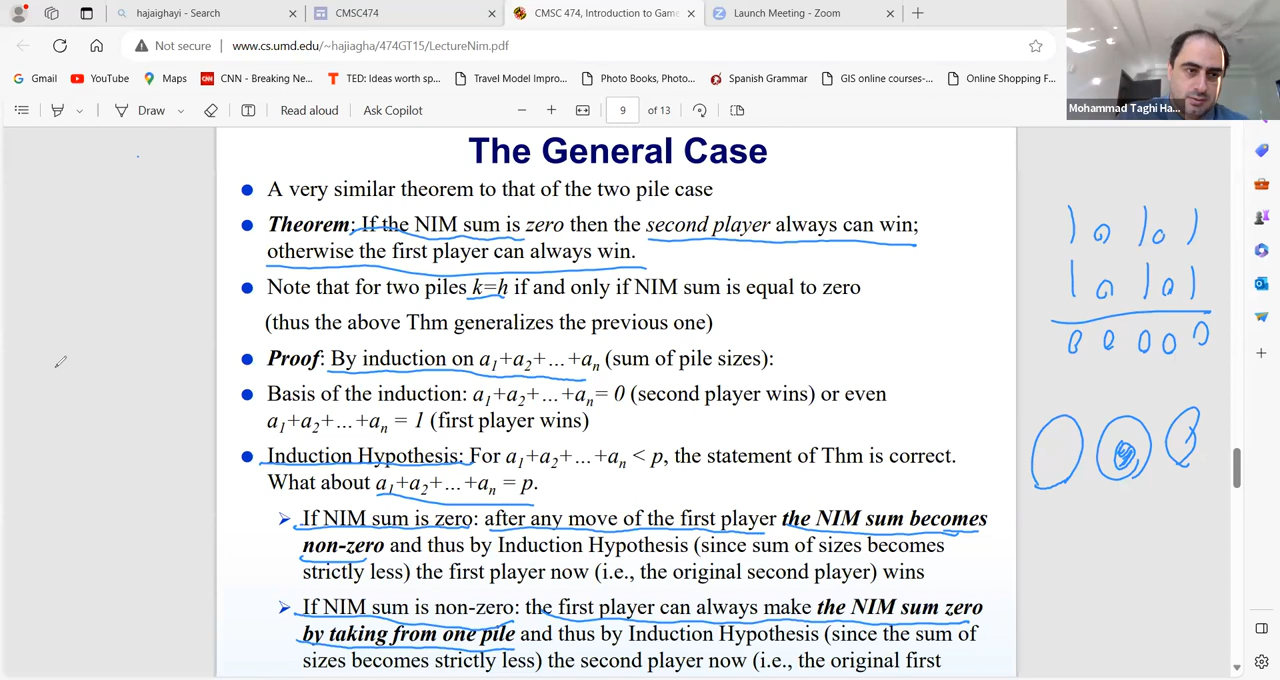 hajaighayi - Search
CMSC474
CMSC 474, Introduction to Game
Launch Meeting - Zoom
Not secure
www.cs.umd.edu/~hajiagha/474GT15/LectureNim.pdf
Gmail
YouTube
Maps
CNN - Breaking Ne...
TED: Ideas worth sp...
Travel Model Impro...
Photo Books, Photo...
Spanish Grammar
GIS online courses-...
Online Shopping F...
Draw
Read aloud
Ask Copilot
9
of 13
Mohammad Taghi Ha...
The General Case
A very similar theorem to that of the two pile case
Theorem: If the NIM sum is zero then the second player always can win;
otherwise the first player can always win.
Note that for two piles k=h if and only if NIM sum is equal to zero
(thus the above Thm generalizes the previous one)
Proof: By induction on a1+a2+…+an (sum of pile sizes):
Basis of the induction: a1+a2+…+an= 0 (second player wins) or even
a1+a2+…+an = 1 (first player wins)
Induction Hypothesis: For a1+a2+…+an < p, the statement of Thm is correct.
What about a1+a2+…+an = p.
If NIM sum is zero: after any move of the first player the NIM sum becomes
non-zero and thus by Induction Hypothesis (since sum of sizes becomes
strictly less) the first player now (i.e., the original second player) wins
If NIM sum is non-zero: the first player can always make the NIM sum zero
by taking from one pile and thus by Induction Hypothesis (since the sum of
sizes becomes strictly less) the second player now (i.e., the original first
1 0 1 0 1
1 0 1 0 1
0 0 0 0 0